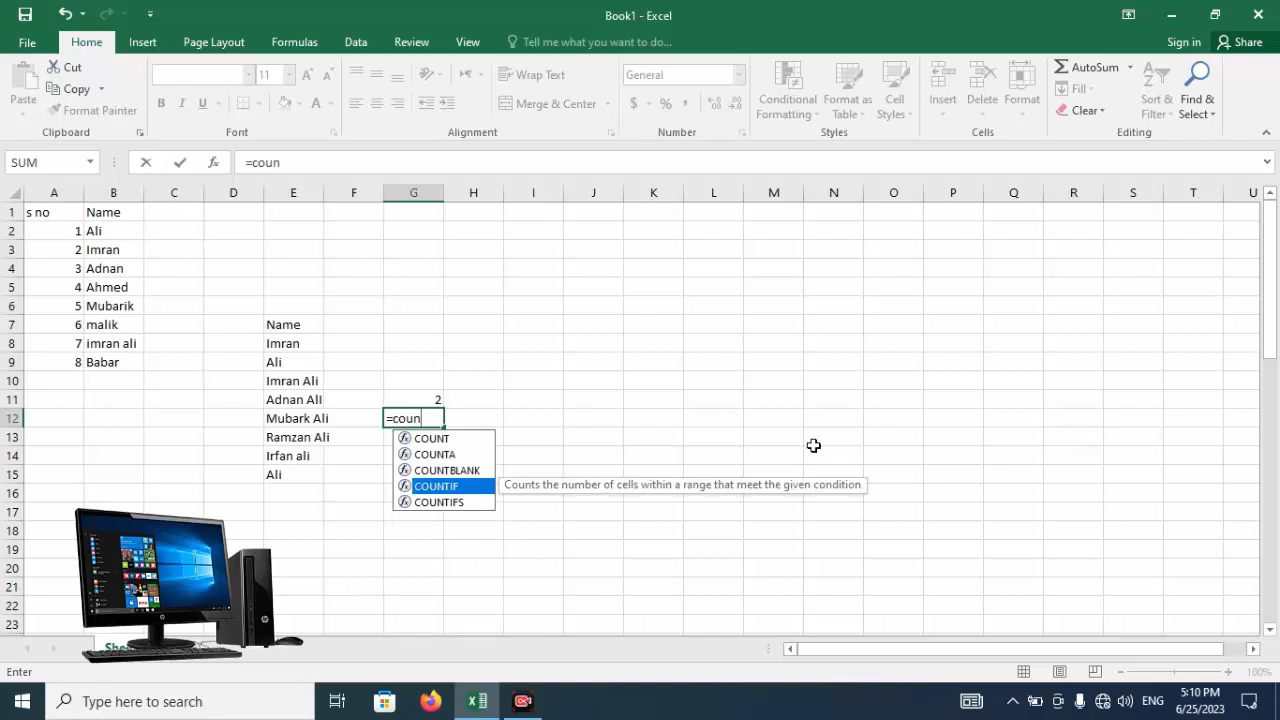 Book1 - Excel
File Home Insert Page Layout Formulas Data Review View Tell me what you want to do... Sign in Share
Paste
Cut
Copy
Format Painter
11
Wrap Text
Merge & Center
General
$ % ,
Conditional Formatting
Format as Table
Cell Styles
Insert Delete Format
AutoSum
Fill
Clear
Sort & Filter
Find & Select
Clipboard Font Alignment Number Styles Cells Editing
SUM fx =coun
A B C D E F G H I J K L M N O P Q R S T U
1 s no Name
2 1 Ali
3 2 Imran
4 3 Adnan
5 4 Ahmed
6 5 Mubarik
7 6 malik Name
8 7 imran ali Imran
9 8 Babar Ali
10 Imran Ali
11 Adnan Ali 2
12 Mubark Ali =coun
13 Ramzan Ali COUNT
14 Irfan ali COUNTA
15 Ali COUNTBLANK
COUNTIF Counts the number of cells within a range that meet the given condition
COUNTIFS
16
17
18
19
20
21
22
23
Enter 100%
Type here to search
ENG
5:10 PM
6/25/2023